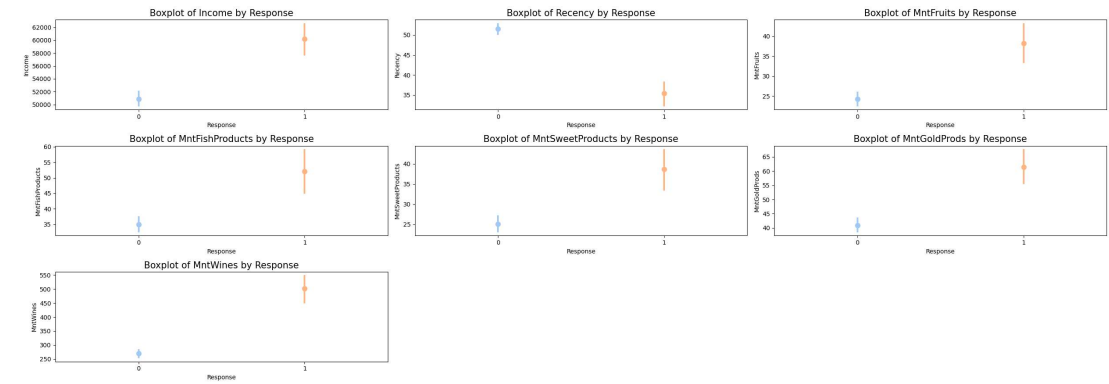 Boxplot of Income by Response
62000
60000
58000
56000
54000
52000
50000
Income
0
1
Response
Boxplot of Recency by Response
50
45
40
35
Recency
0
1
Response
Boxplot of MntFruits by Response
40
35
30
25
MntFruits
0
1
Response
Boxplot of MntFishProducts by Response
60
55
50
45
40
35
MntFishProducts
0
1
Response
Boxplot of MntSweetProducts by Response
40
35
30
25
MntSweetProducts
0
1
Response
Boxplot of MntGoldProds by Response
65
60
55
50
45
40
MntGoldProds
0
1
Response
Boxplot of MntWines by Response
550
500
450
400
350
300
250
MntWines
0
1
Response